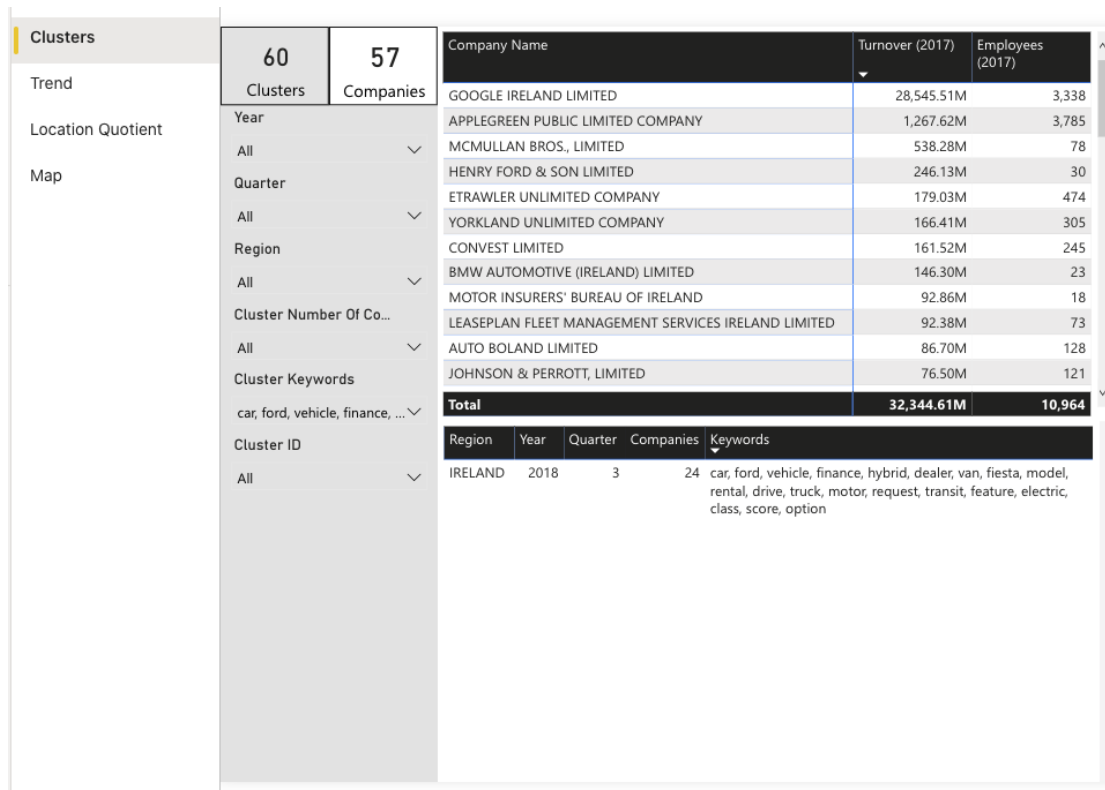 Clusters
Trend
Location Quotient
Map
60
Clusters
57
Companies
Year
All
Quarter
All
Region
All
Cluster Number Of Co...
All
Cluster Keywords
car, ford, vehicle, finance, ...
Cluster ID
All
Company Name Turnover (2017) Employees (2017)
GOOGLE IRELAND LIMITED 28,545.51M 3,338
APPLEGREEN PUBLIC LIMITED COMPANY 1,267.62M 3,785
MCMULLAN BROS., LIMITED 538.28M 78
HENRY FORD & SON LIMITED 246.13M 30
ETRAWLER UNLIMITED COMPANY 179.03M 474
YORKLAND UNLIMITED COMPANY 166.41M 305
CONVEST LIMITED 161.52M 245
BMW AUTOMOTIVE (IRELAND) LIMITED 146.30M 23
MOTOR INSURERS' BUREAU OF IRELAND 92.86M 18
LEASEPLAN FLEET MANAGEMENT SERVICES IRELAND LIMITED 92.38M 73
AUTO BOLAND LIMITED 86.70M 128
JOHNSON & PERROTT, LIMITED 76.50M 121
Total 32,344.61M 10,964
Region Year Quarter Companies Keywords
IRELAND 2018 3 24 car, ford, vehicle, finance, hybrid, dealer, van, fiesta, model,
rental, drive, truck, motor, request, transit, feature, electric,
class, score, option